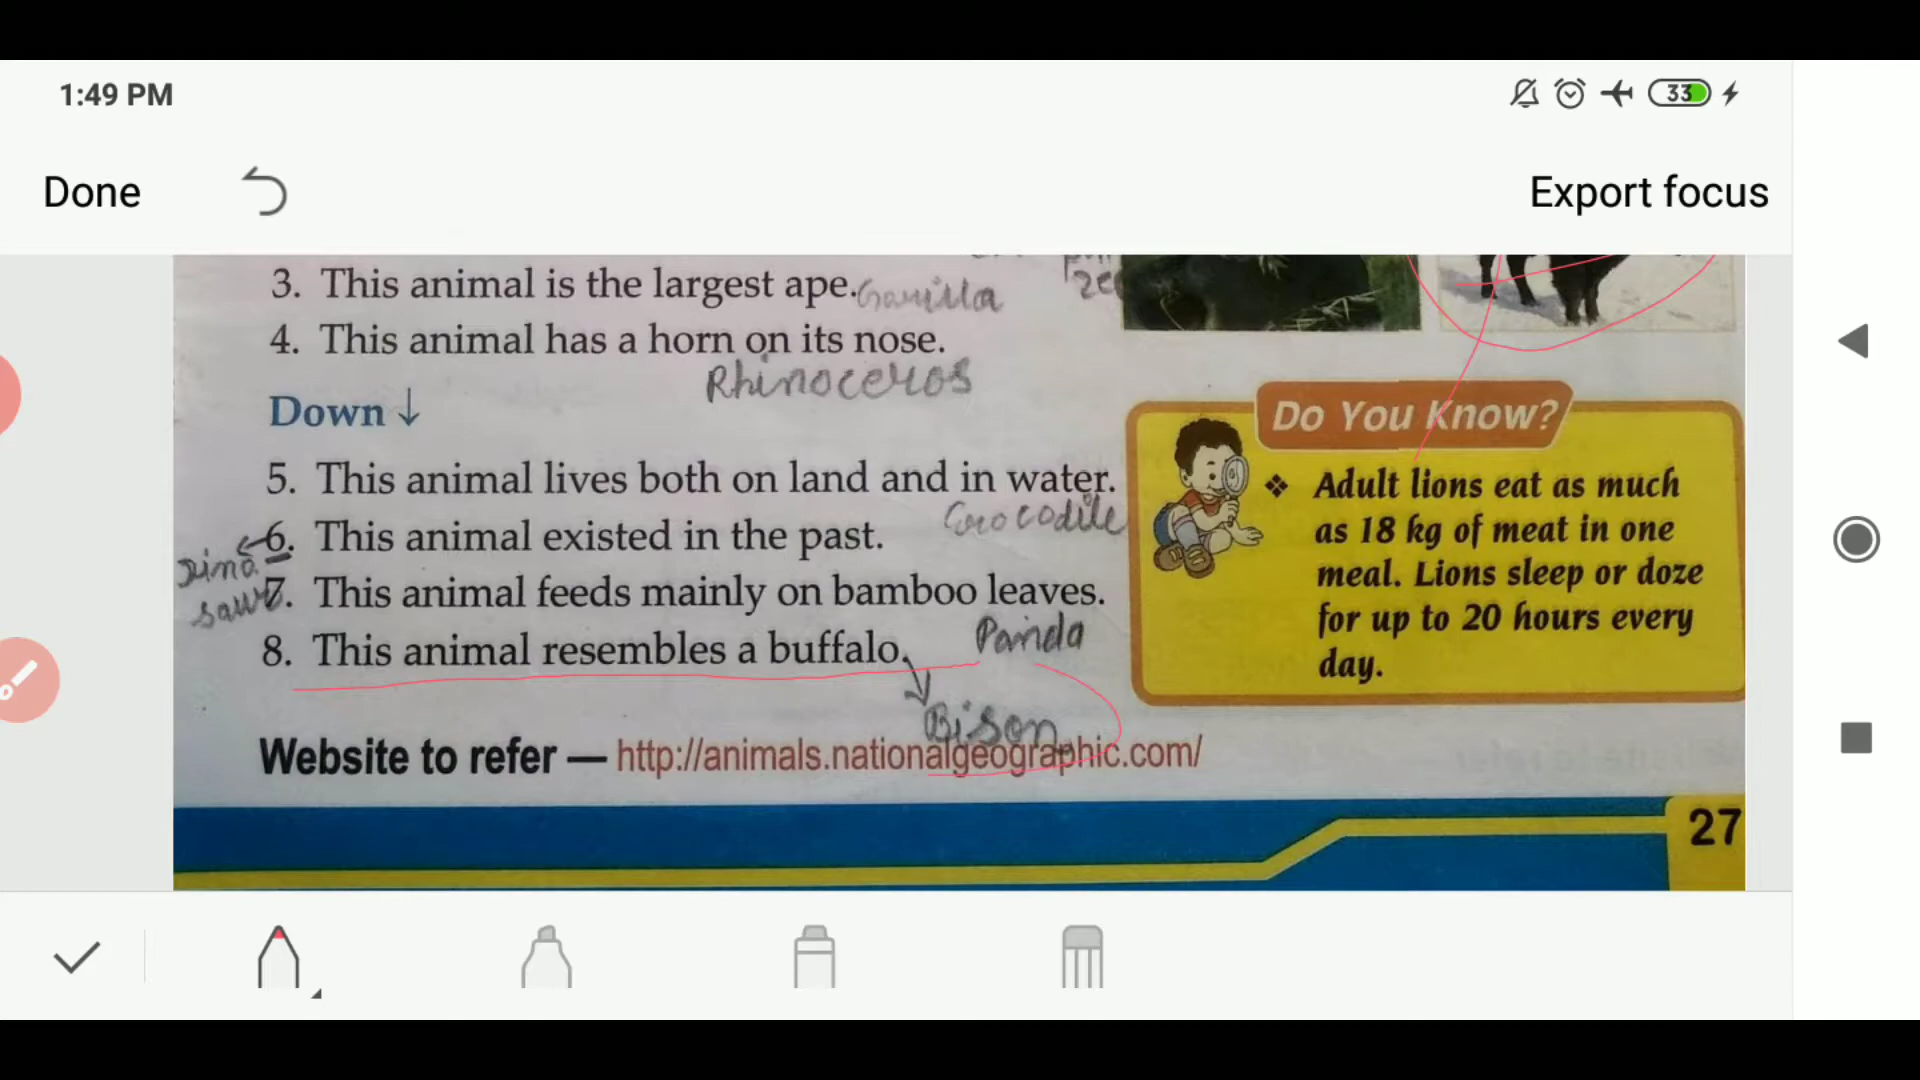 1:49 PM
33
Done
Export focus
3. This animal is the largest ape. Gorilla
zee
4. This animal has a horn on its nose.
Rhinoceros
Down ↓
5. This animal lives both on land and in water.
Crocodile
6. This animal existed in the past.
Dino
saur
7. This animal feeds mainly on bamboo leaves.
Panda
8. This animal resembles a buffalo.
Bison
Website to refer — http://animals.nationalgeographic.com/
Do You Know?
❖ Adult lions eat as much
as 18 kg of meat in one
meal. Lions sleep or doze
for up to 20 hours every
day.
27